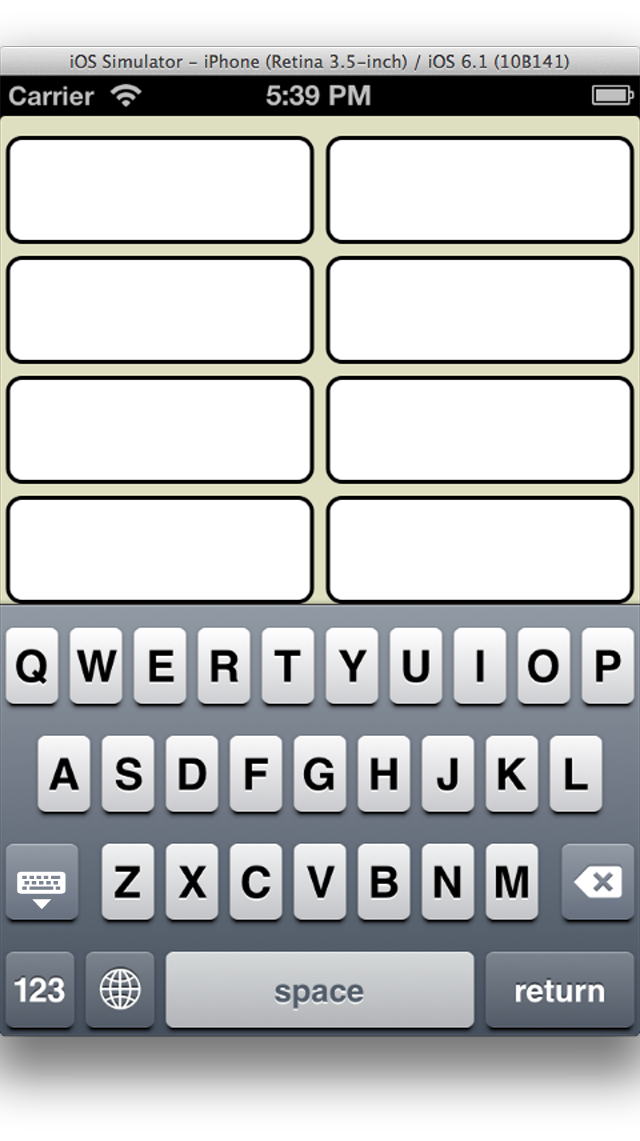 iOS Simulator - iPhone (Retina 3.5-inch) / iOS 6.1 (10B141)
Carrier 5:39 PM
Q W E R T Y U I O P
A S D F G H J K L
Z X C V B N M
123 space return